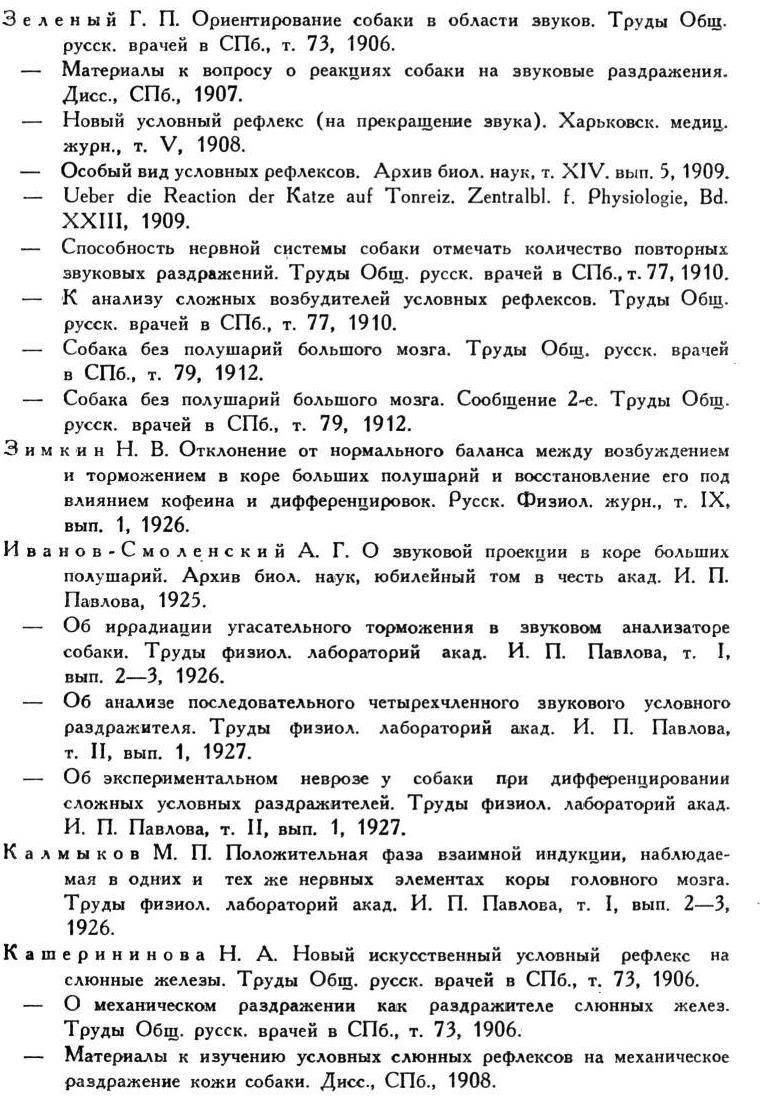 Зеленый Г. П. Ориентирование собаки в области звуков. Труды Общ.
русск. врачей в СПб., т. 73, 1906.
— Материалы к вопросу о реакциях собаки на звуковые раздражения.
Дисс., СПб., 1907.
— Новый условный рефлекс (на прекращение звука). Харьковск. медиц.
журн., т. V, 1908.
— Особый вид условных рефлексов. Архив биол. наук, т. XIV. вып. 5, 1909.
— Ueber die Reaction der Katze auf Tonreiz. Zentralbl. f. Physiologie, Bd.
XXIII, 1909.
— Способность нервной системы собаки отмечать количество повторных
звуковых раздражений. Труды Общ. русск. врачей в СПб., т. 77, 1910.
— К анализу сложных возбудителей условных рефлексов. Труды Общ.
русск. врачей в СПб., т. 77, 1910.
— Собака без полушарий большого мозга. Труды Общ. русск. врачей
в СПб., т. 79, 1912.
— Собака без полушарий большого мозга. Сообщение 2-е. Труды Общ.
русск. врачей в СПб., т. 79, 1912.
Зимкин Н. В. Отклонение от нормального баланса между возбуждением
и торможением в коре больших полушарий и восстановление его под
влиянием кофеина и дифференцировок. Русск. Физиол. журн., т. IX,
вып. 1, 1926.
Иванов-Смоленский А. Г. О звуковой проекции в коре больших
полушарий. Архив биол. наук, юбилейный том в честь акад. И. П.
Павлова, 1925.
— Об иррадиации угасательного торможения в звуковом анализаторе
собаки. Труды физиол. лабораторий акад. И. П. Павлова, т. I,
вып. 2—3, 1926.
— Об анализе последовательного четырехчленного звукового условного
раздражителя. Труды физиол. лабораторий акад. И. П. Павлова,
т. II, вып. 1, 1927.
— Об экспериментальном неврозе у собаки при дифференцировании
сложных условных раздражителей. Труды физиол. лабораторий акад.
И. П. Павлова, т. II, вып. 1, 1927.
Калмыков М. П. Положительная фаза взаимной индукции, наблюдае-
мая в одних и тех же нервных элементах коры головного мозга.
Труды физиол. лабораторий акад. И. П. Павлова, т. I, вып. 2—3,
1926.
Кашерининова Н. А. Новый искусственный условный рефлекс на
слюнные железы. Труды Общ. русск. врачей в СПб., т. 73, 1906.
— О механическом раздражении как раздражителе слюнных желез.
Труды Общ. русск. врачей в СПб., т. 73, 1906.
— Материалы к изучению условных слюнных рефлексов на механическое
раздражение кожи собаки. Дисс., СПб., 1908.